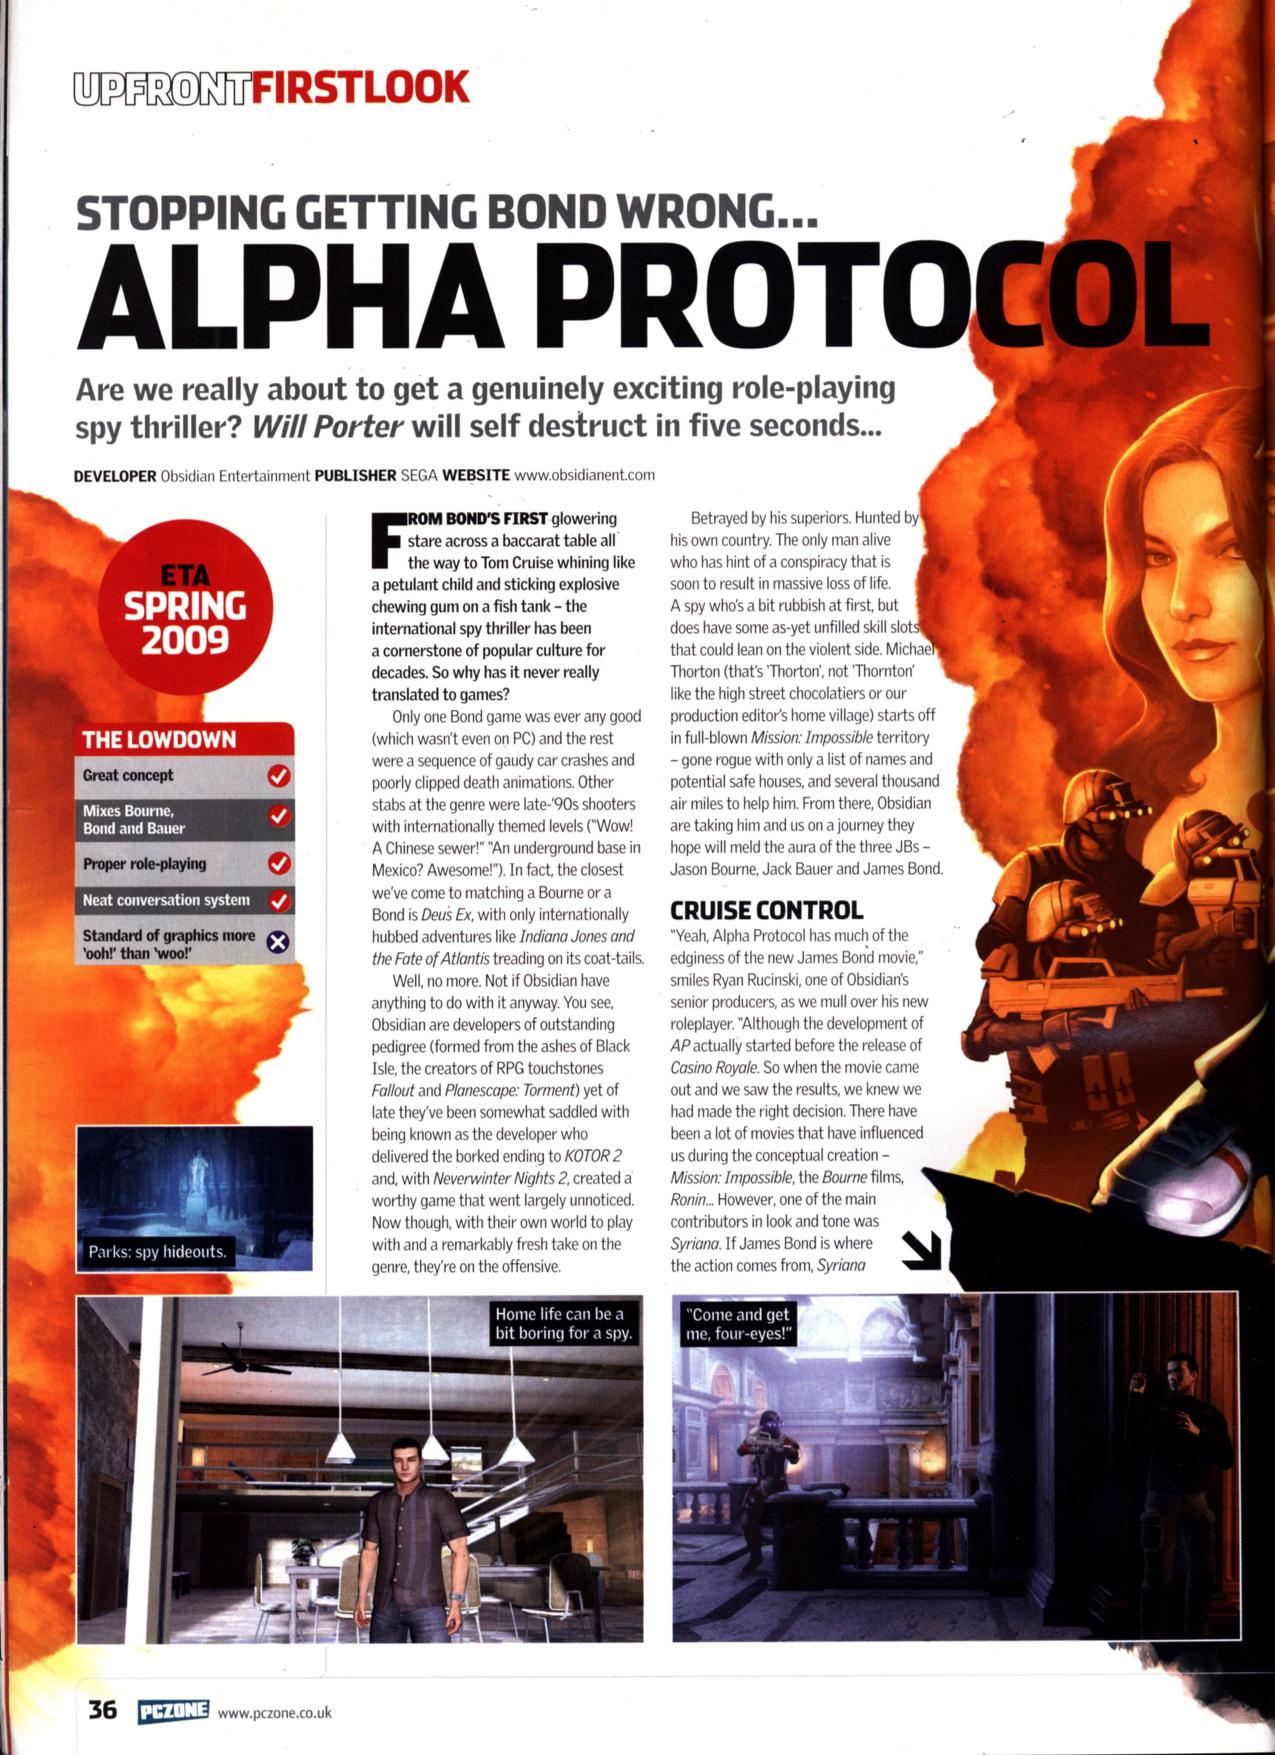 UPFRONTFIRSTLOOK
STOPPING GETTING BOND WRONG...
ALPHA PROTOCOL
Are we really about to get a genuinely exciting role-playing
spy thriller? Will Porter will self destruct in five seconds...
DEVELOPER Obsidian Entertainment PUBLISHER SEGA WEBSITE www.obsidianent.com
ETA
SPRING
2009
THE LOWDOWN
Great concept
Mixes Bourne,
Bond and Bauer
Proper role-playing
Neat conversation system
Standard of graphics more
'ooh!' than 'woo!'
Parks: spy hideouts.
FROM BOND'S FIRST glowering
stare across a baccarat table all
the way to Tom Cruise whining like
a petulant child and sticking explosive
chewing gum on a fish tank – the
international spy thriller has been
a cornerstone of popular culture for
decades. So why has it never really
translated to games?
Only one Bond game was ever any good
(which wasn't even on PC) and the rest
were a sequence of gaudy car crashes and
poorly clipped death animations. Other
stabs at the genre were late-'90s shooters
with internationally themed levels ("Wow!
A Chinese sewer!" "An underground base in
Mexico? Awesome!"). In fact, the closest
we've come to matching a Bourne or a
Bond is Deus Ex, with only internationally
hubbed adventures like Indiana Jones and
the Fate of Atlantis treading on its coat-tails.
Well, no more. Not if Obsidian have
anything to do with it anyway. You see,
Obsidian are developers of outstanding
pedigree (formed from the ashes of Black
Isle, the creators of RPG touchstones
Fallout and Planescape: Torment) yet of
late they've been somewhat saddled with
being known as the developer who
delivered the borked ending to KOTOR 2
and, with Neverwinter Nights 2, created a
worthy game that went largely unnoticed.
Now though, with their own world to play
with and a remarkably fresh take on the
genre, they're on the offensive.
Betrayed by his superiors. Hunted by
his own country. The only man alive
who has hint of a conspiracy that is
soon to result in massive loss of life.
A spy who's a bit rubbish at first, but
does have some as-yet unfilled skill slots
that could lean on the violent side. Michael
Thorton (that's 'Thorton', not 'Thornton'
like the high street chocolatiers or our
production editor's home village) starts off
in full-blown Mission: Impossible territory
– gone rogue with only a list of names and
potential safe houses, and several thousand
air miles to help him. From there, Obsidian
are taking him and us on a journey they
hope will meld the aura of the three JBs –
Jason Bourne, Jack Bauer and James Bond.
CRUISE CONTROL
"Yeah, Alpha Protocol has much of the
edginess of the new James Bond movie,"
smiles Ryan Rucinski, one of Obsidian's
senior producers, as we mull over his new
roleplayer. "Although the development of
AP actually started before the release of
Casino Royale. So when the movie came
out and we saw the results, we knew we
had made the right decision. There have
been a lot of movies that have influenced
us during the conceptual creation –
Mission: Impossible, the Bourne films,
Ronin... However, one of the main
contributors in look and tone was
Syriana. If James Bond is where
the action comes from, Syriana
Home life can be a
bit boring for a spy.
"Come and get
me, four-eyes!"
36 PCZONE www.pczone.co.uk